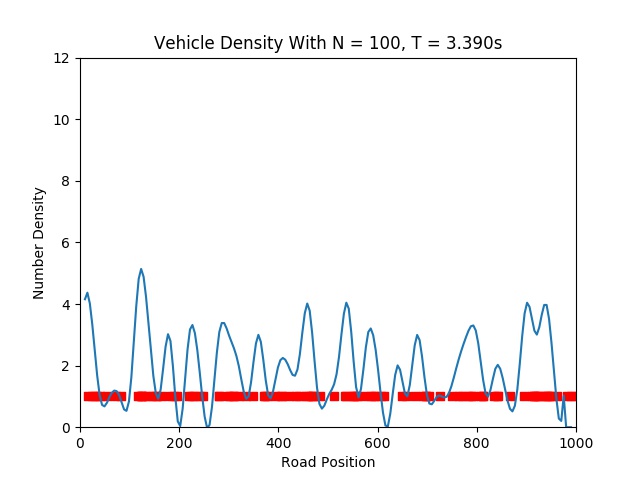 Vehicle Density With N = 100, T = 3.390s
12
10
8
6
4
2
0
Number Density
0 200 400 600 800 1000
Road Position